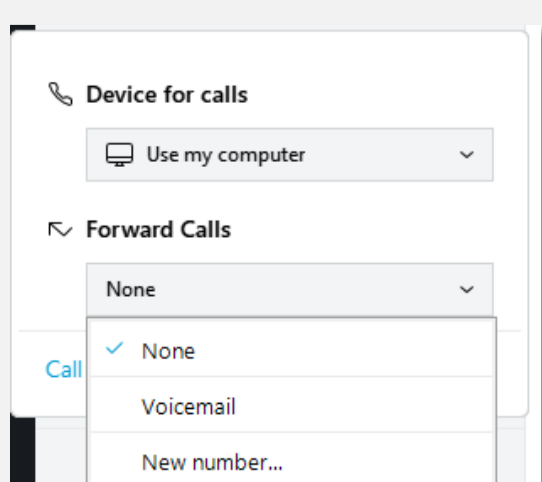 Device for calls
Use my computer
Forward Calls
None
None
Call
Voicemail
New number...